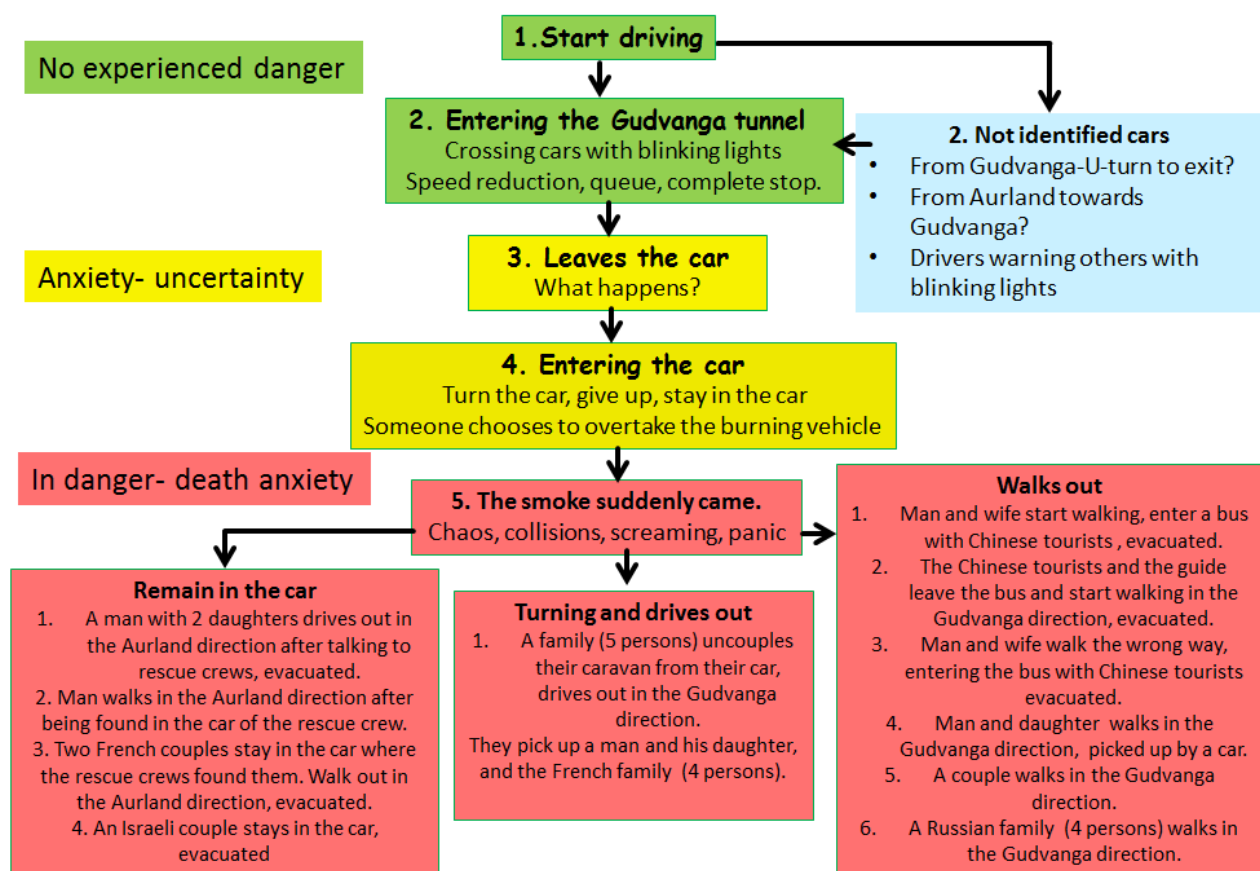 1.Start driving
No experienced danger
2. Entering the Gudvanga tunnel
Crossing cars with blinking lights
Speed reduction, queue, complete stop.
2. Not identified cars
• From Gudvanga-U-turn to exit?
• From Aurland towards
Gudvanga?
• Drivers warning others with
blinking lights
Anxiety- uncertainty
3. Leaves the car
What happens?
4. Entering the car
Turn the car, give up, stay in the car
Someone chooses to overtake the burning vehicle
In danger- death anxiety
5. The smoke suddenly came.
Chaos, collisions, screaming, panic
Remain in the car
1. A man with 2 daughters drives out in
the Aurland direction after talking to
rescue crews, evacuated.
2. Man walks in the Aurland direction after
being found in the car of the rescue crew.
3. Two French couples stay in the car where
the rescue crews found them. Walk out in
the Aurland direction, evacuated.
4. An Israeli couple stays in the car,
evacuated
Turning and drives out
1. A family (5 persons) uncouples
their caravan from their car,
drives out in the Gudvanga
direction.
They pick up a man and his daughter,
and the French family (4 persons).
Walks out
1. Man and wife start walking, enter a bus
with Chinese tourists , evacuated.
2. The Chinese tourists and the guide
leave the bus and start walking in the
Gudvanga direction, evacuated.
3. Man and wife walk the wrong way,
entering the bus with Chinese tourists
evacuated.
4. Man and daughter walks in the
Gudvanga direction, picked up by a car.
5. A couple walks in the Gudvanga
direction.
6. A Russian family (4 persons) walks in
the Gudvanga direction.